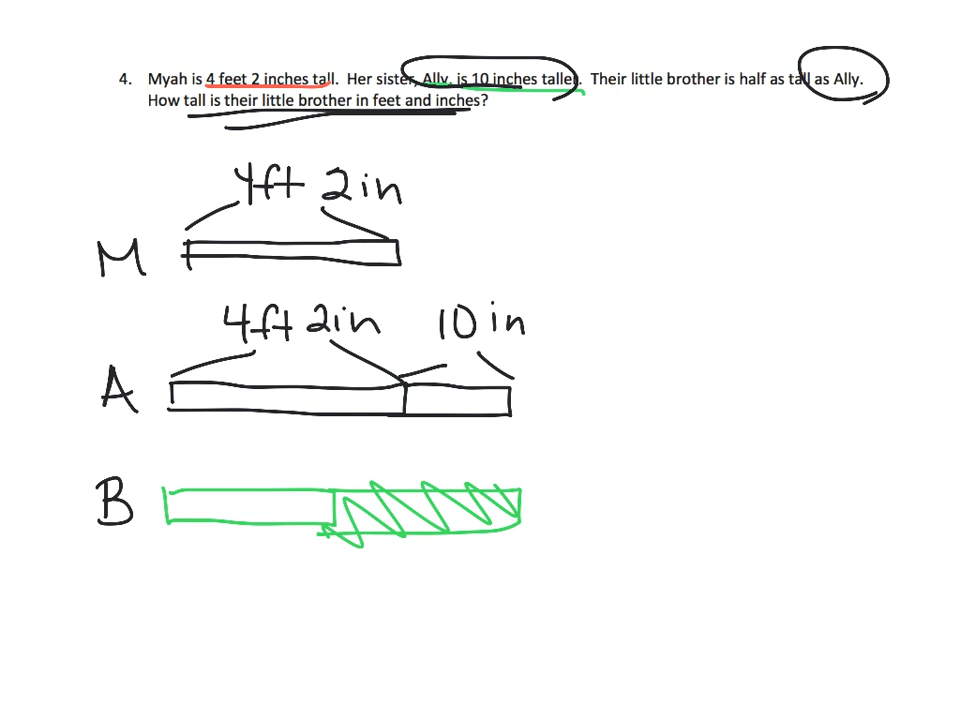 4. Myah is 4 feet 2 inches tall. Her sister, Ally, is 10 inches taller. Their little brother is half as tall as Ally.
How tall is their little brother in feet and inches?
4ft 2in
M
4ft 2in 10 in
A
B